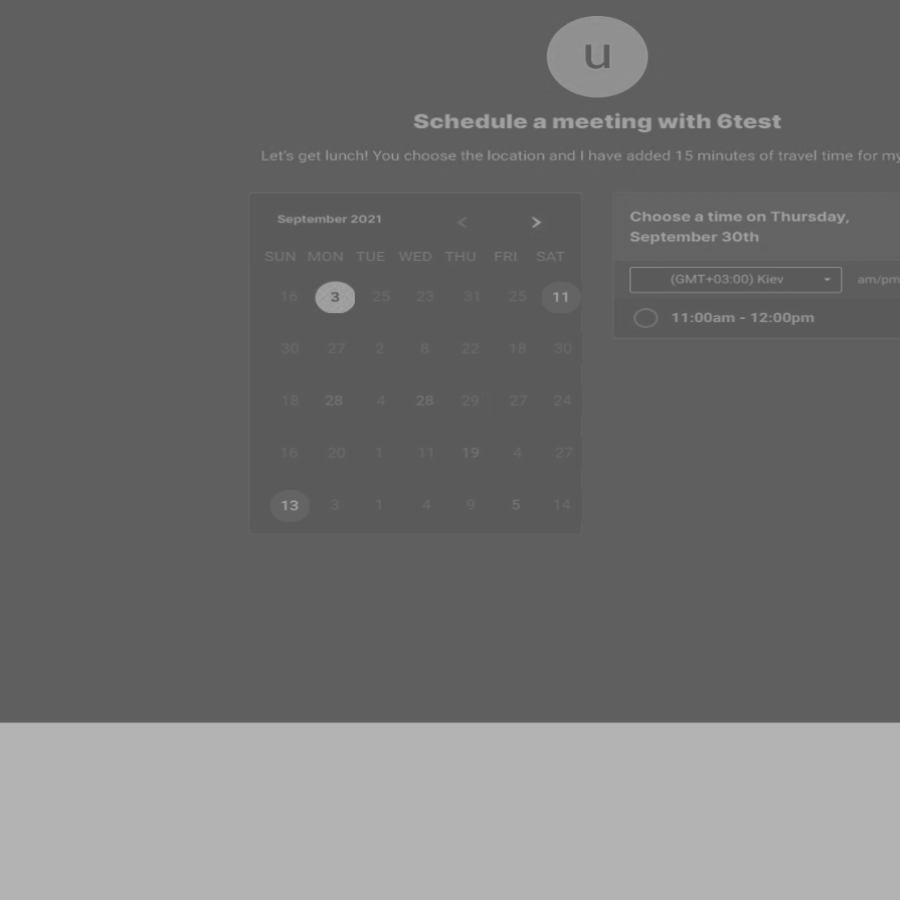 u
Schedule a meeting with 6test
Let's get lunch! You choose the location and I have added 15 minutes of travel time for my
September 2021 < >
SUN MON TUE WED THU FRI SAT
16 3 25 23 31 25 11
30 27 2 8 22 18 30
18 28 4 28 29 27 24
16 20 1 11 19 4 27
13 3 1 4 9 5 14
Choose a time on Thursday,
September 30th
(GMT+03:00) Kiev am/pm
11:00am - 12:00pm